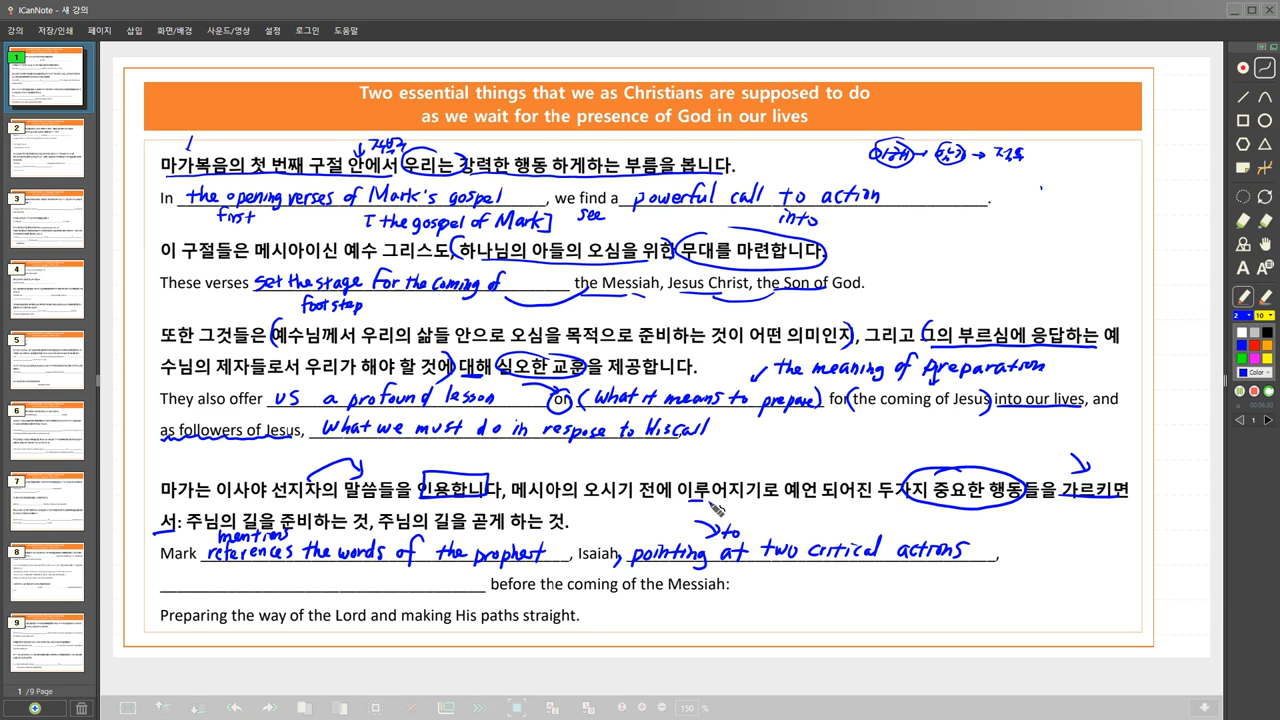 ICanNote - 새 강의
강의 저장/인쇄 페이지 삽입 화면/배경 사운드/영상 설정 로그인 도움말
Two essential things that we as Christians are supposed to do
as we wait for the presence of God in our lives
마가복음의 첫 번째 구절 안에서 우리는 강력한 행동 하게하는 부름을 봅니다.
In the opening verses of Mark's gospel, we find a powerful call to action.
first [the gospel Mark] see into
이 구절들은 메시아이신 예수 그리스도, 하나님의 아들의 오심을 위한 무대를 마련합니다.
These verses set the stage for the coming of the Messiah, Jesus Christ, the Son of God.
footstep
또한 그것들은 예수님께서 우리의 삶들 오심을 목적으로 준비하는 것이 의미인지, 그리고 그의 부르심에 응답하는 예
수님의 제자들로서 우리가 해야 할 것에 대해 심오한 교훈을 제공합니다.
the meaning of preparation
They also offer us a profound lesson on (what it means to prepare) for (the coming of Jesus) into our lives, and
as followers of Jesus what we must do in respose to His call
마가는 이사야 선지자의 말씀을 인용합니다, 메시아의 오시기 전에 이루어지기로 예언 되어진 두가지 중요한 행동들을 가르키면
서: 주님의 길을 준비하는 것, 주님의 길을 곧게 하는 것.
mentions to
Mark references the words of the prophet, Isaiah, pointing at two critical actions,
before the coming of the Messiah:
Preparing the way of the Lord and making His paths straight.
1
2
3
4
5
6
7
8
9
1 /9 Page
150 %
2 10
Color
1